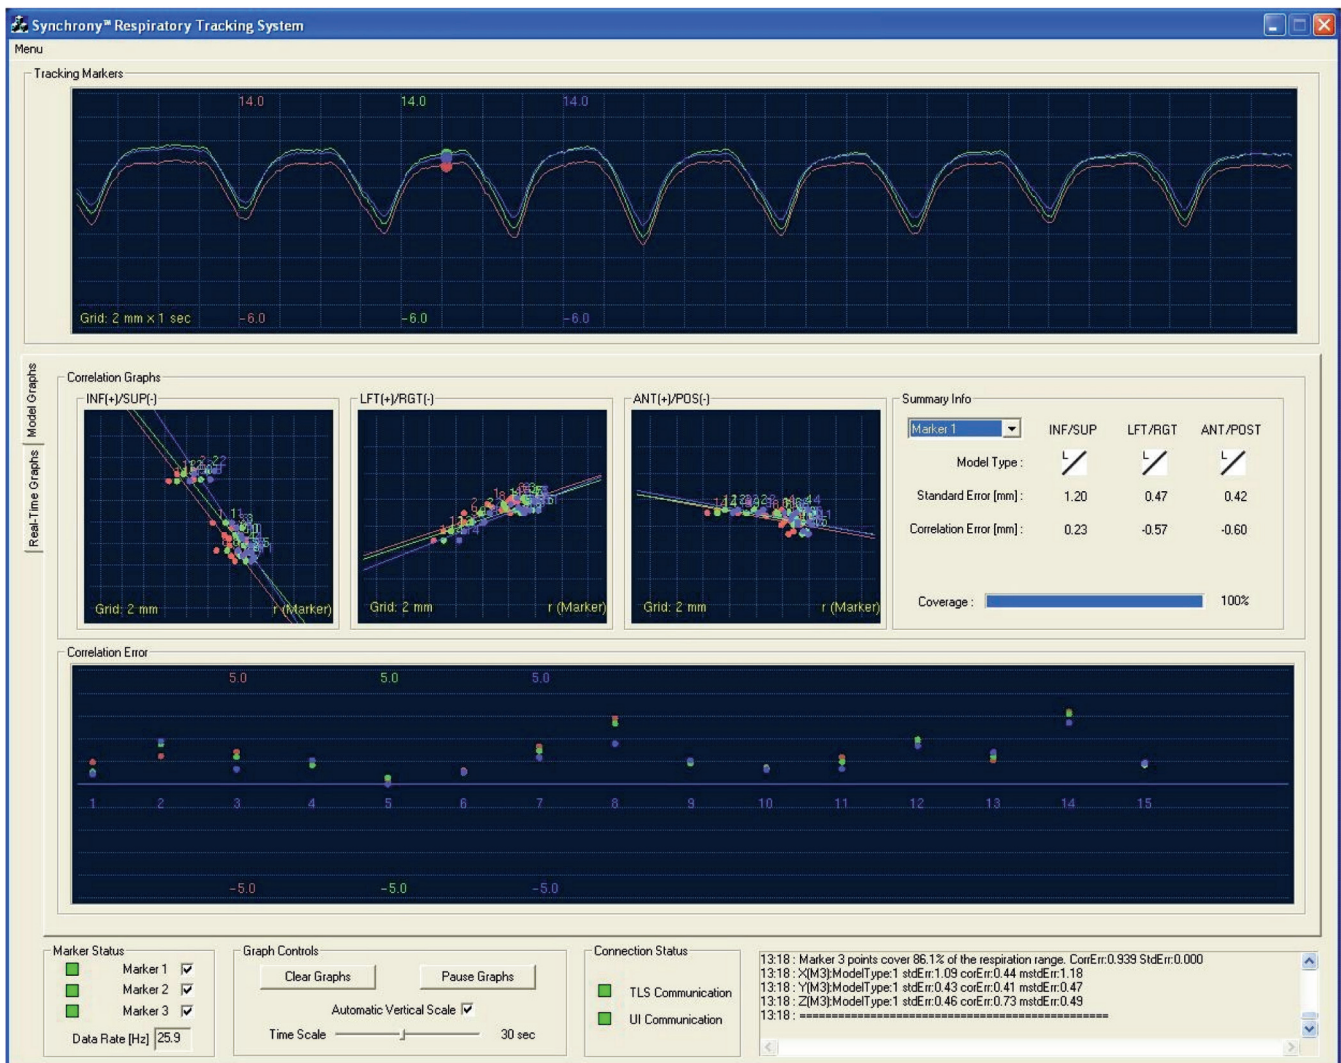 Synchrony™ Respiratory Tracking System
Menu
Tracking Markers
14.0 14.0 14.0
Grid: 2 mm × 1 sec -6.0 -6.0 -6.0
Model Graphs
Real-Time Graphs
Correlation Graphs
INF(+)/SUP(-) LFT(+)/RGT(-) ANT(+)/POS(-) Summary Info
Marker 1 INF/SUP LFT/RGT ANT/POST
Model Type : L L L
Standard Error [mm] : 1.20 0.47 0.42
Correlation Error [mm] : 0.23 -0.57 -0.60
Coverage : 100%
Grid: 2 mm r (Marker) Grid: 2 mm r (Marker) Grid: 2 mm r (Marker)
Correlation Error
5.0 5.0 5.0
1 2 3 4 5 6 7 8 9 10 11 12 13 14 15
-5.0 -5.0 -5.0
Marker Status
Marker 1
Marker 2
Marker 3
Data Rate [Hz] 25.9
Graph Controls
Clear Graphs Pause Graphs
Automatic Vertical Scale
Time Scale 30 sec
Connection Status
TLS Communication
UI Communication
13:18 : Marker 3 points cover 86.1% of the respiration range. CorrErr:0.939 StdErr:0.000
13:18 : X(M3):ModelType:1 stdErr:1.09 corErr:0.44 mstdErr:1.18
13:18 : Y(M3):ModelType:1 stdErr:0.43 corErr:0.41 mstdErr:0.47
13:18 : Z(M3):ModelType:1 stdErr:0.46 corErr:0.73 mstdErr:0.49
13:18 : ================================================